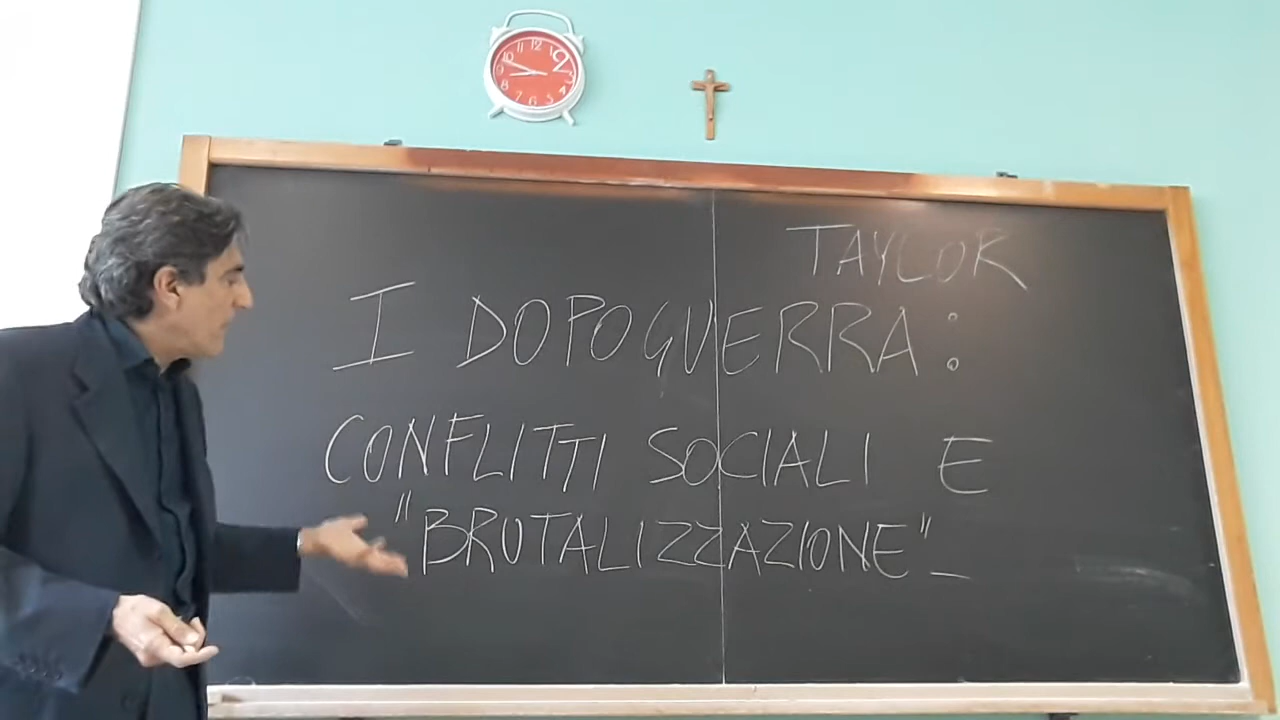 TAYLOR
I DOPOGUERRA:
CONFLITTI SOCIALI E
"BRUTALIZZAZIONE"_